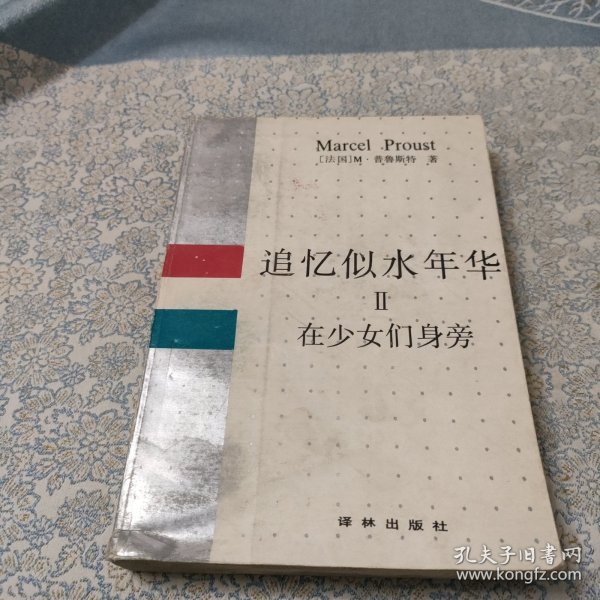 Marcel Proust
[法国]M·普鲁斯特 著
追忆似水年华
II
在少女们身旁
译林出版社
孔夫子旧书网
www.kongfz.com